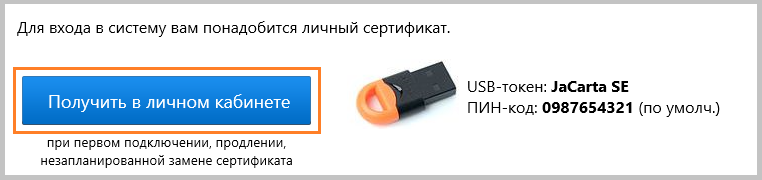 Для входа в систему вам понадобится личный сертификат.
Получить в личном кабинете
при первом подключении, продлении,
незапланированной замене сертификата
USB-токен: JaCarta SE
ПИН-код: 0987654321 (по умолч.)